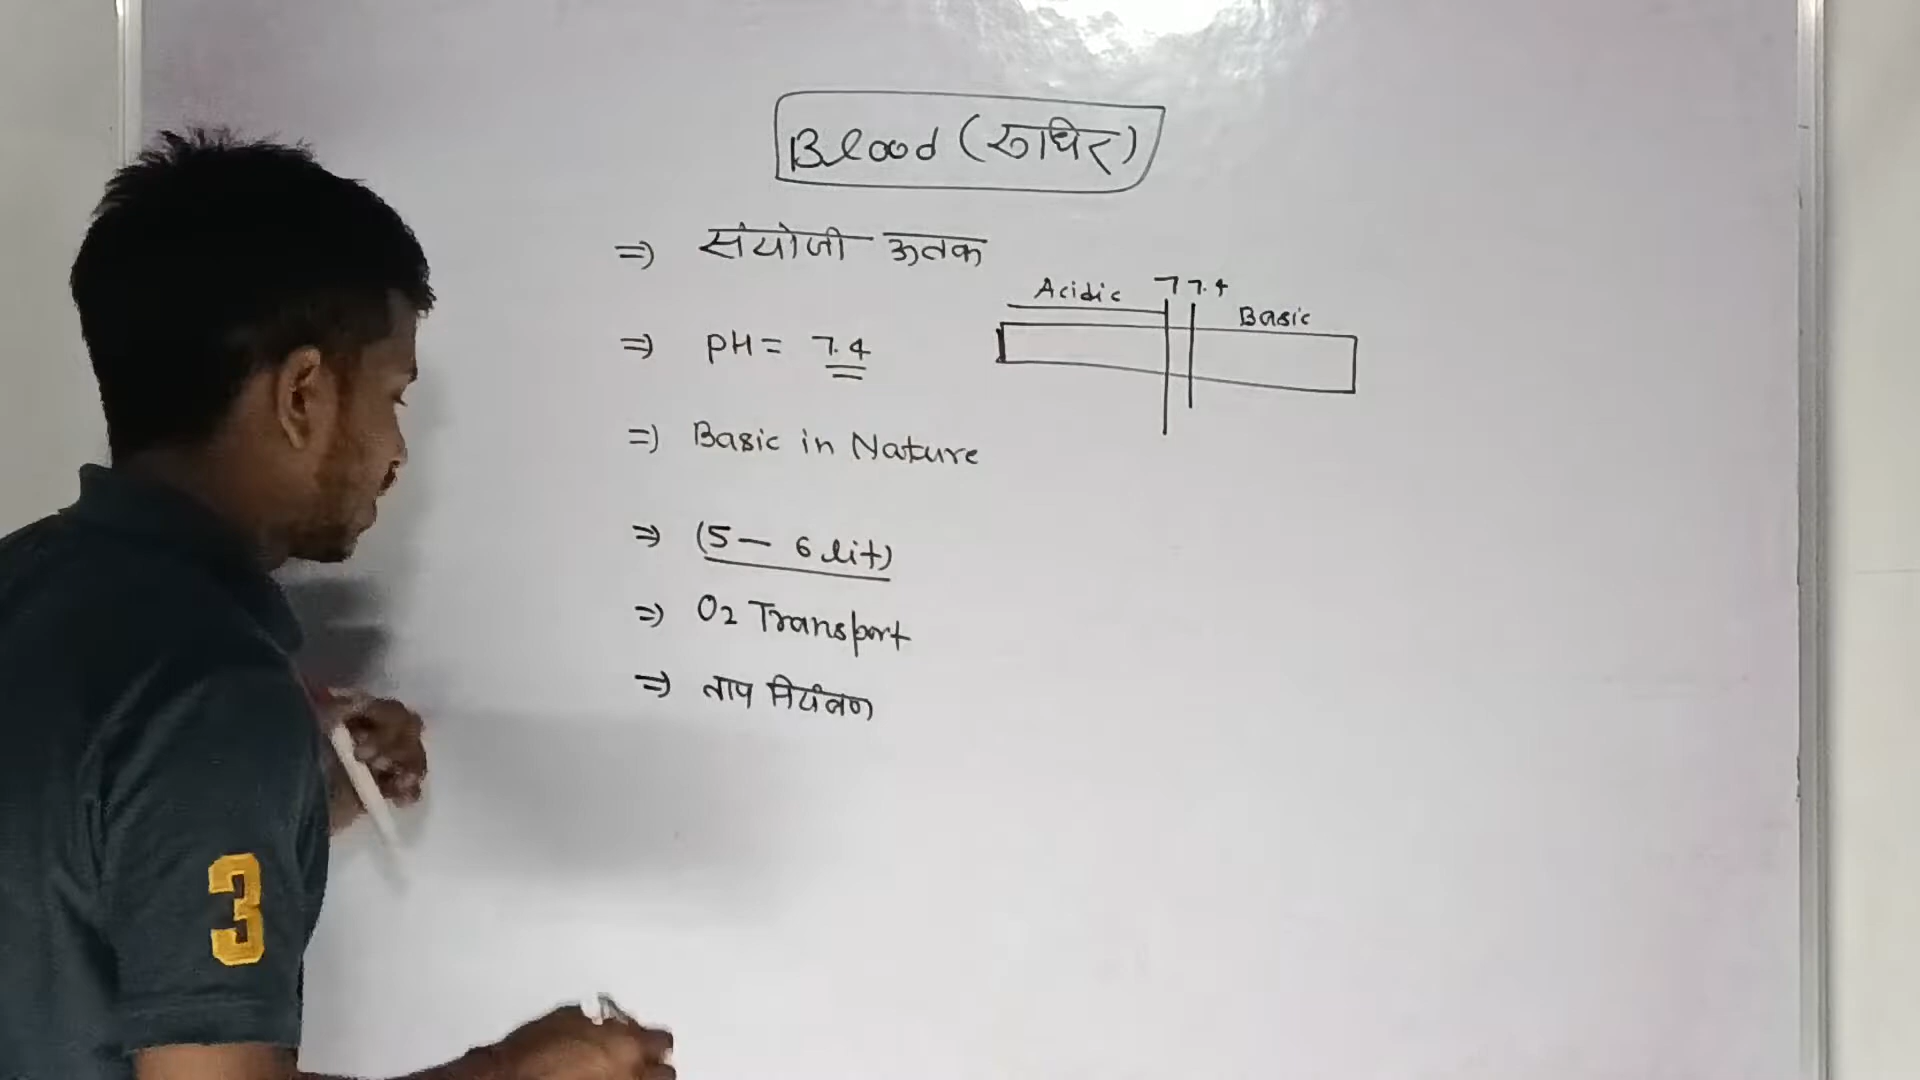 Blood (रुधिर)
⇒ संयोजी ऊतक
Acidic 7 7.4
Basic
⇒ PH = 7.4
⇒ Basic in Nature
⇒ (5 - 6 lit)
⇒ O2 Transport
⇒ ताप नियंत्रण
3